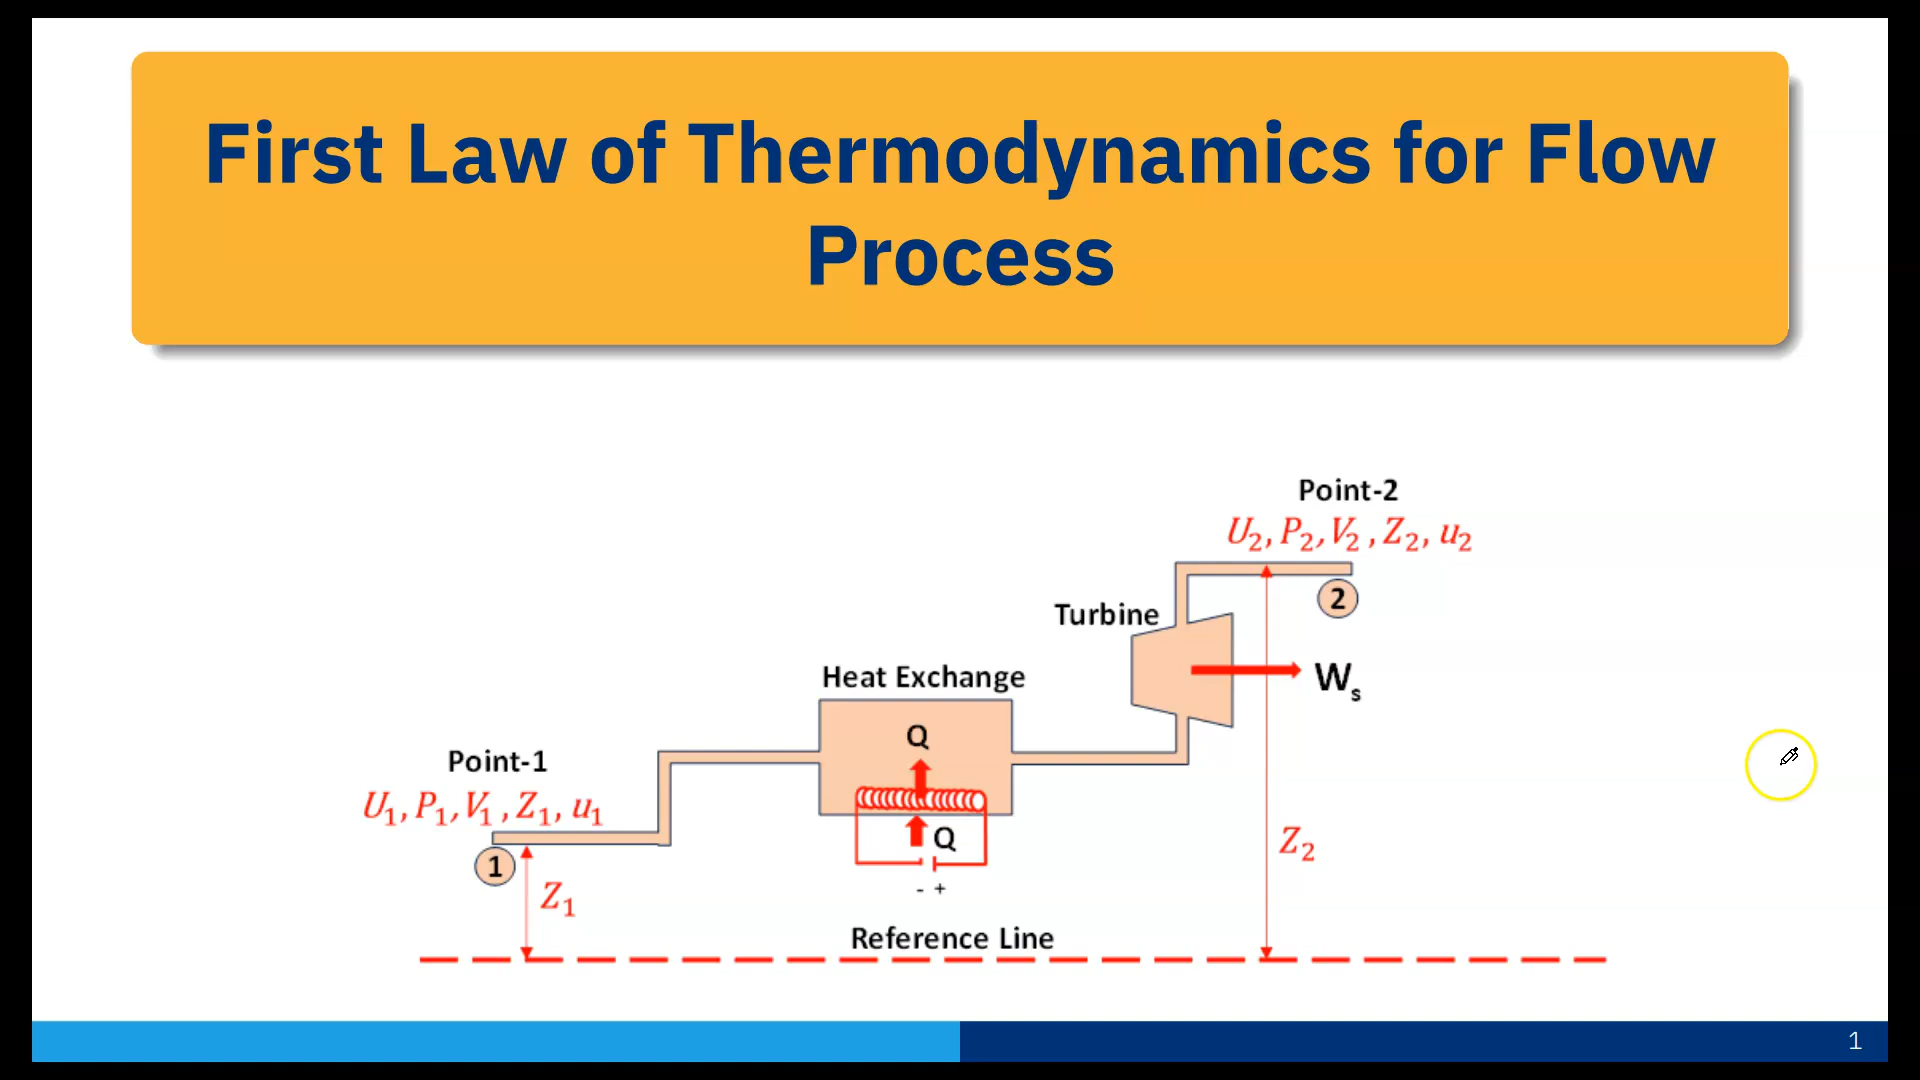 First Law of Thermodynamics for Flow
Process
Point-2
U₂, P₂, V₂ , Z₂, u₂
2
Turbine
Wₛ
Heat Exchange
Q
Point-1
U₁, P₁, V₁ , Z₁, u₁
Q
1
- +
Z₁
Z₂
Reference Line
1